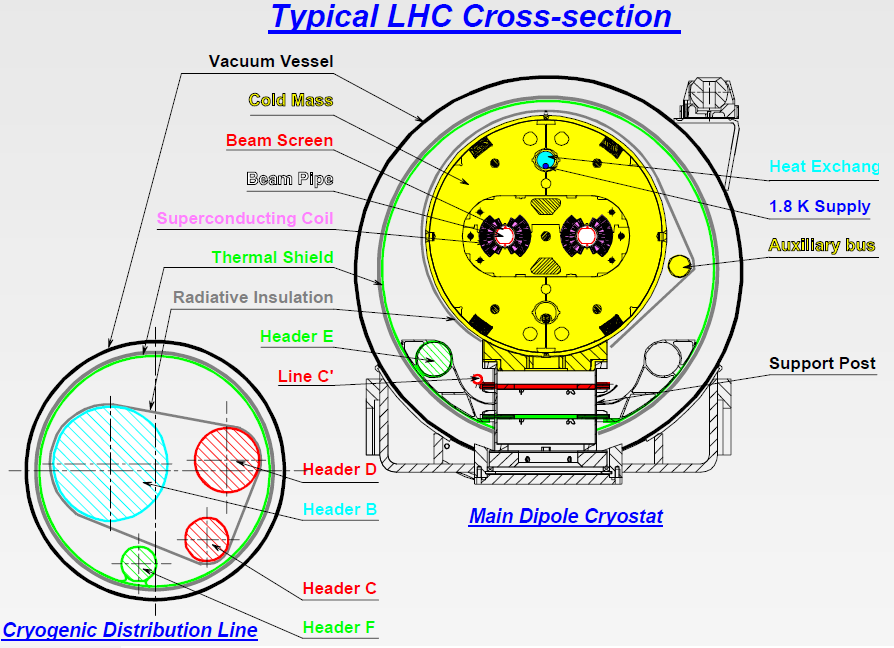 Typical LHC Cross-section
Vacuum Vessel
Cold Mass
Beam Screen
Beam Pipe
Superconducting Coil
Thermal Shield
Radiative Insulation
Header E
Line C'
Heat Exchang
1.8 K Supply
Auxiliary bus
Support Post
Header D
Header B
Header C
Header F
Main Dipole Cryostat
Cryogenic Distribution Line